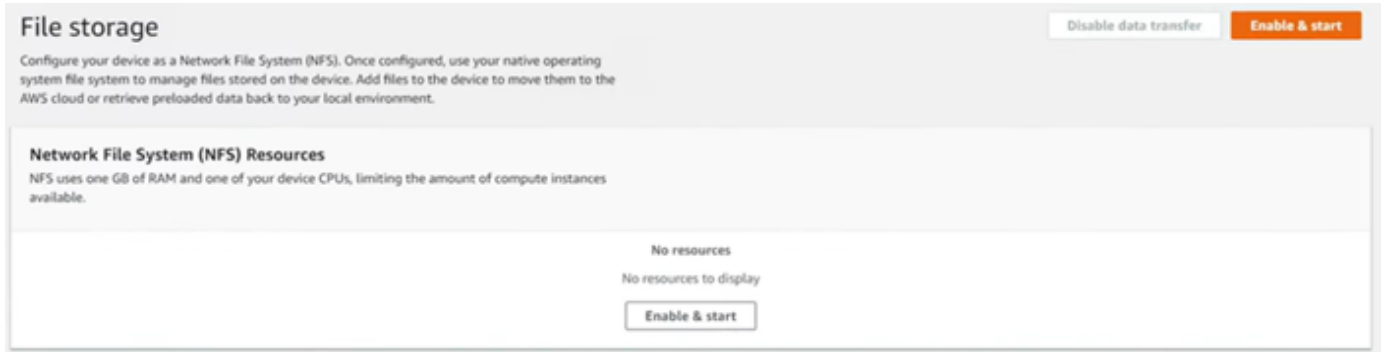 File storage
Disable data transfer
Enable & start
Configure your device as a Network File System (NFS). Once configured, use your native operating
system file system to manage files stored on the device. Add files to the device to move them to the
AWS cloud or retrieve preloaded data back to your local environment.
Network File System (NFS) Resources
NFS uses one GB of RAM and one of your device CPUs, limiting the amount of compute instances
available.
No resources
No resources to display
Enable & start